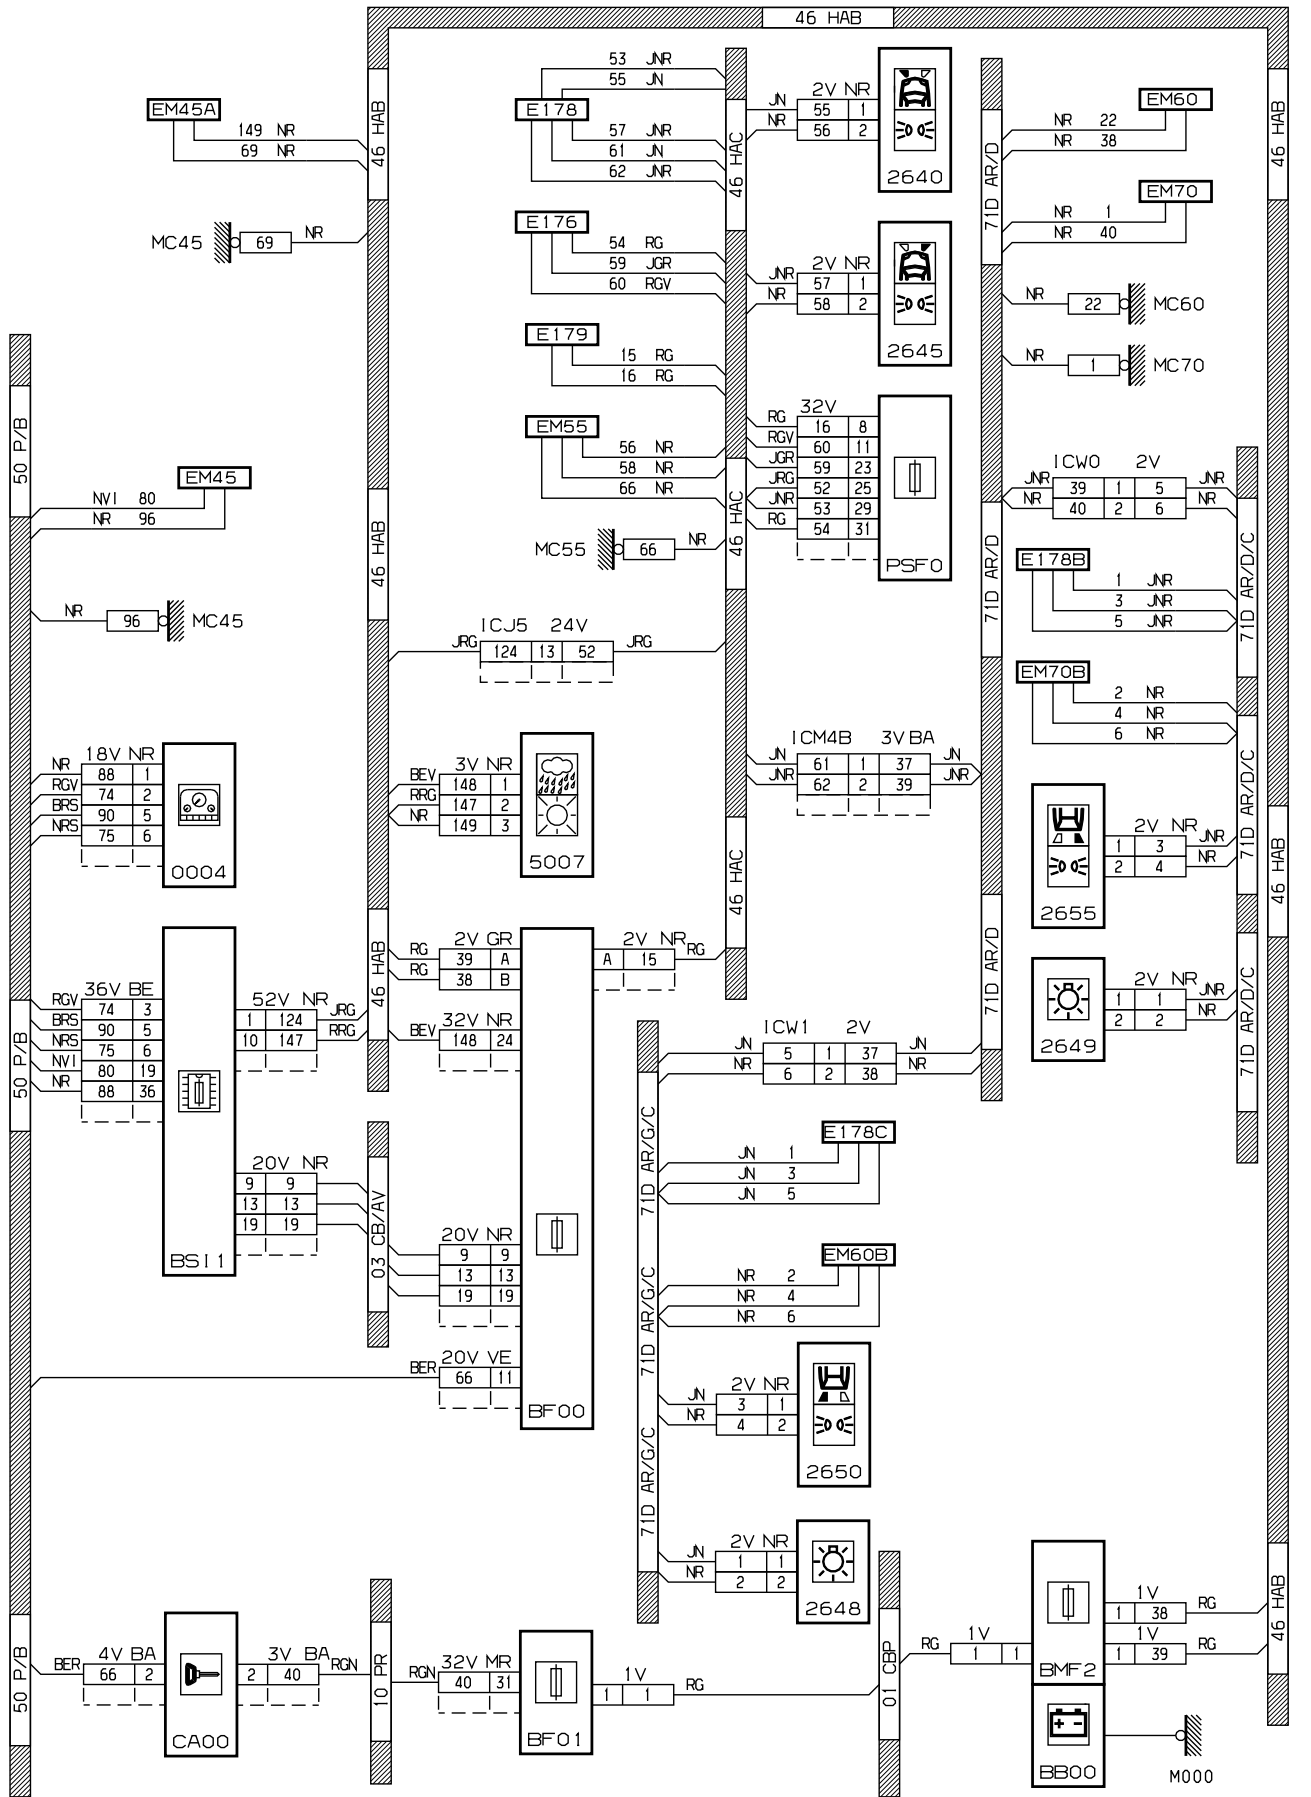 46 HAB
EM45A
149 NR
69 NR
46 HAB
MC45 69 NR
53 JNR
55 JN
E178
57 JNR
61 JN
62 JNR
46 HAC
E176
54 RG
59 JGR
60 RGV
E179
15 RG
16 RG
EM55
56 NR
58 NR
66 NR
46 HAC
MC55 66 NR
2V NR
JN 55 1
NR 56 2
2640
2V NR
JNR 57 1
NR 58 2
2645
32V
RG 16 8
RGV 60 11
JGR 59 23
JRG 52 25
JNR 53 29
RG 54 31
PSF0
71D AR/D
EM60
NR 22
NR 38
EM70
NR 1
NR 40
NR 22 MC60
NR 1 MC70
46 HAB
50 P/B
EM45
NVI 80
NR 96
NR 96 MC45
46 HAB
ICJ5 24V
JRG 124 13 52 JRG
ICW0 2V
JNR 39 1 5 JNR
NR 40 2 6 NR
71D AR/D
E178B
1 JNR
3 JNR
5 JNR
71D AR/D/C
EM70B
2 NR
4 NR
6 NR
ICM4B 3V BA
JN 61 1 37 JN
JNR 62 2 39 JNR
18V NR
NR 88 1
RGV 74 2
BRS 90 5
NRS 75 6
0004
3V NR
BEV 148 1
RRG 147 2
NR 149 3
5007
46 HAC
71D AR/D/C
2V NR
1 3 JNR
2 4 NR
2655
46 HAB
36V BE
RGV 74 3
BRS 90 5
NRS 75 6
NVI 80 19
NR 88 36
50 P/B
52V NR
1 124 JRG
10 147 RRG
20V NR
9 9
13 13
19 19
BSI1
46 HAB
2V GR
RG 39 A
RG 38 B
32V NR
BEV 148 24
2V NR
A 15 RG
71D AR/D
2V NR
1 1 JNR
2 2 NR
2649
71D AR/D/C
ICW1 2V
JN 5 1 37 JN
NR 6 2 38 NR
03 CB/AV
20V NR
9 9
13 13
19 19
20V VE
BER 66 11
BF00
71D AR/G/C
E178C
JN 1
JN 3
JN 5
71D AR/G/C
EM60B
NR 2
NR 4
NR 6
2V NR
JN 3 1
NR 4 2
2650
71D AR/G/C
2V NR
JN 1 1
NR 2 2
2648
50 P/B
4V BA
BER 66 2
CA00
3V BA
2 40 RGN
10 PR
32V MR
RGN 40 31
BF01
1V
1 1 RG
01 CBP
1V
RG 1 1
BMF2
1V
1 38 RG
1V
1 39 RG
46 HAB
BB00
M000